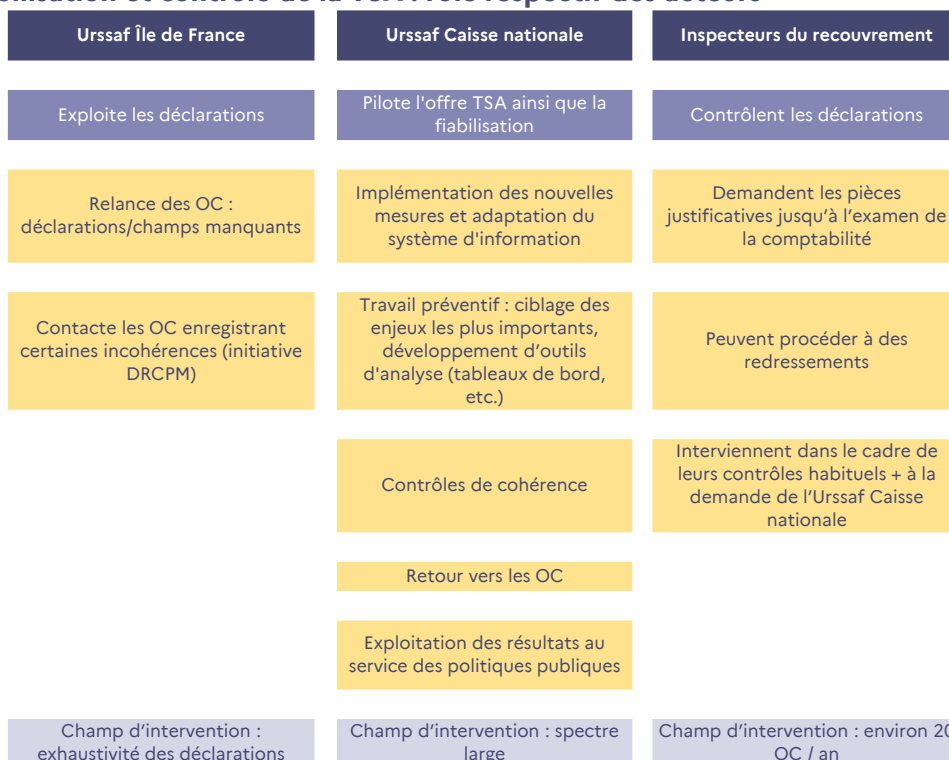 Urssaf Île de France
Urssaf Caisse nationale
Inspecteurs du recouvrement
Exploite les déclarations
Pilote l'offre TSA ainsi que la
fiabilisation
Contrôlent les déclarations
Relance des OC :
déclarations/champs manquants
Implémentation des nouvelles
mesures et adaptation du
système d'information
Demandent les pièces
justificatives jusqu'à l'examen de
la comptabilité
Contacte les OC enregistrant
certaines incohérences (initiative
DRCPM)
Travail préventif : ciblage des
enjeux les plus importants,
développement d’outils
d'analyse (tableaux de bord,
etc.)
Peuvent procéder à des
redressements
Contrôles de cohérence
Interviennent dans le cadre de
leurs contrôles habituels + à la
demande de l’Urssaf Caisse
nationale
Retour vers les OC
Exploitation des résultats au
service des politiques publiques
Champ d’intervention :
exhaustivité des déclarations
Champ d’intervention : spectre
large
Champ d’intervention : environ
OC / an